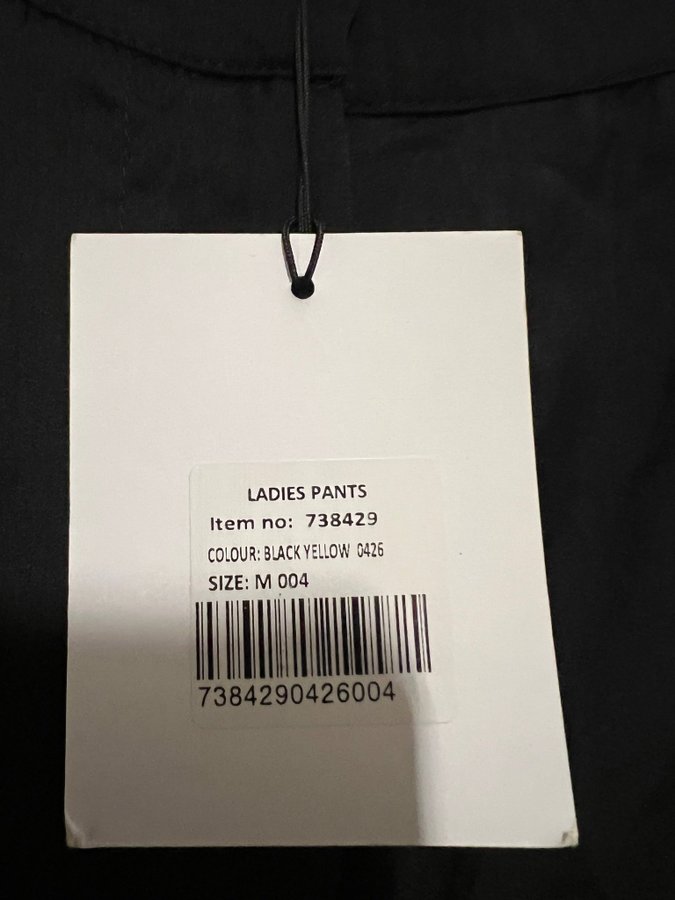 LADIES PANTS
Item no: 738429
COLOUR: BLACK YELLOW 0426
SIZE: M 004
7384290426004